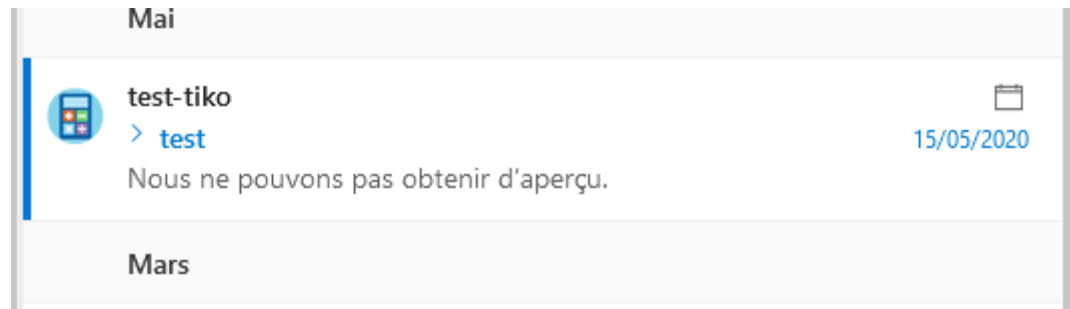 Mai
test-tiko
> test
15/05/2020
Nous ne pouvons pas obtenir d'aperçu.
Mars